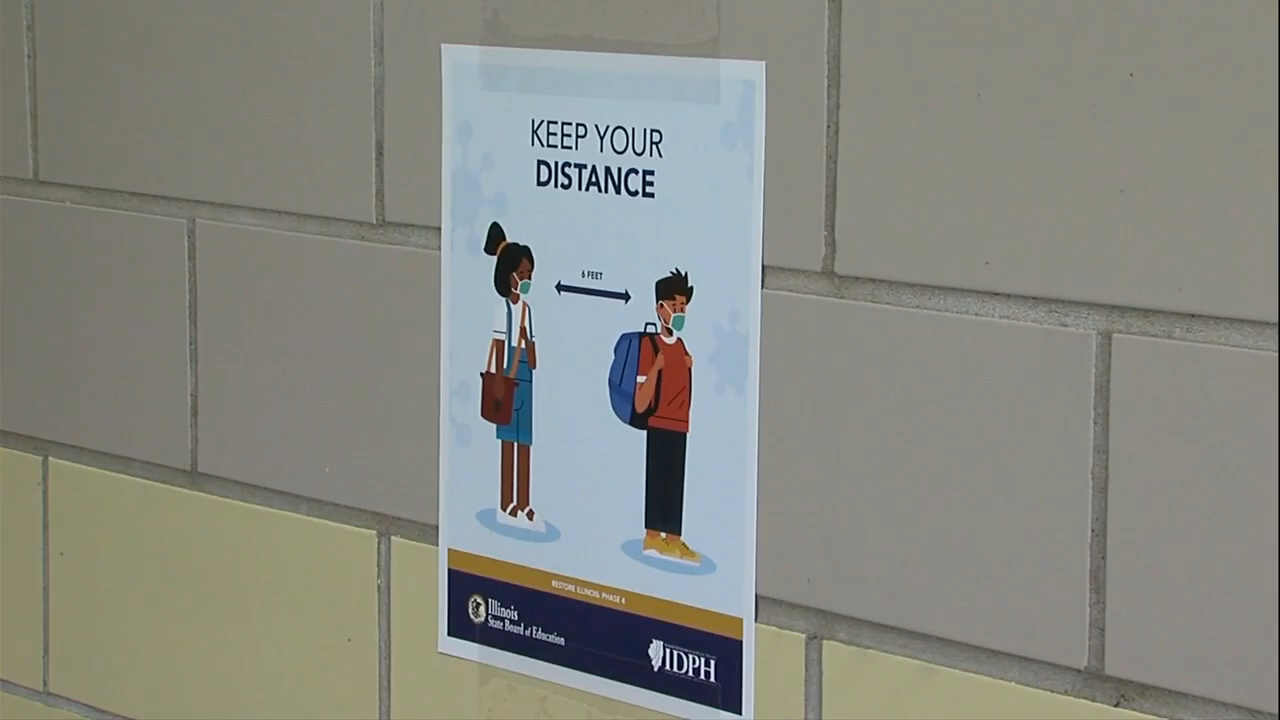 KEEP YOUR
DISTANCE
6 FEET
RESTORE ILLINOIS: PHASE 4
Illinois
State Board of Education
IDPH